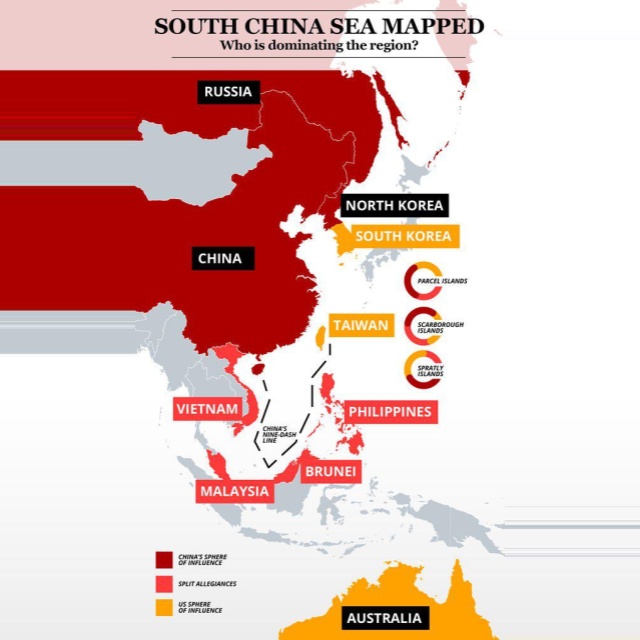 SOUTH CHINA SEA MAPPED
Who is dominating the region?
RUSSIA
NORTH KOREA
SOUTH KOREA
CHINA
PARCEL ISLANDS
TAIWAN
SCARBOROUGH
ISLANDS
SPRATLY
ISLANDS
VIETNAM
PHILIPPINES
CHINA'S
NINE-DASH
LINE
BRUNEI
MALAYSIA
CHINA'S SPHERE
OF INFLUENCE
SPLIT ALLEGIANCES
US SPHERE
OF INFLUENCE
AUSTRALIA